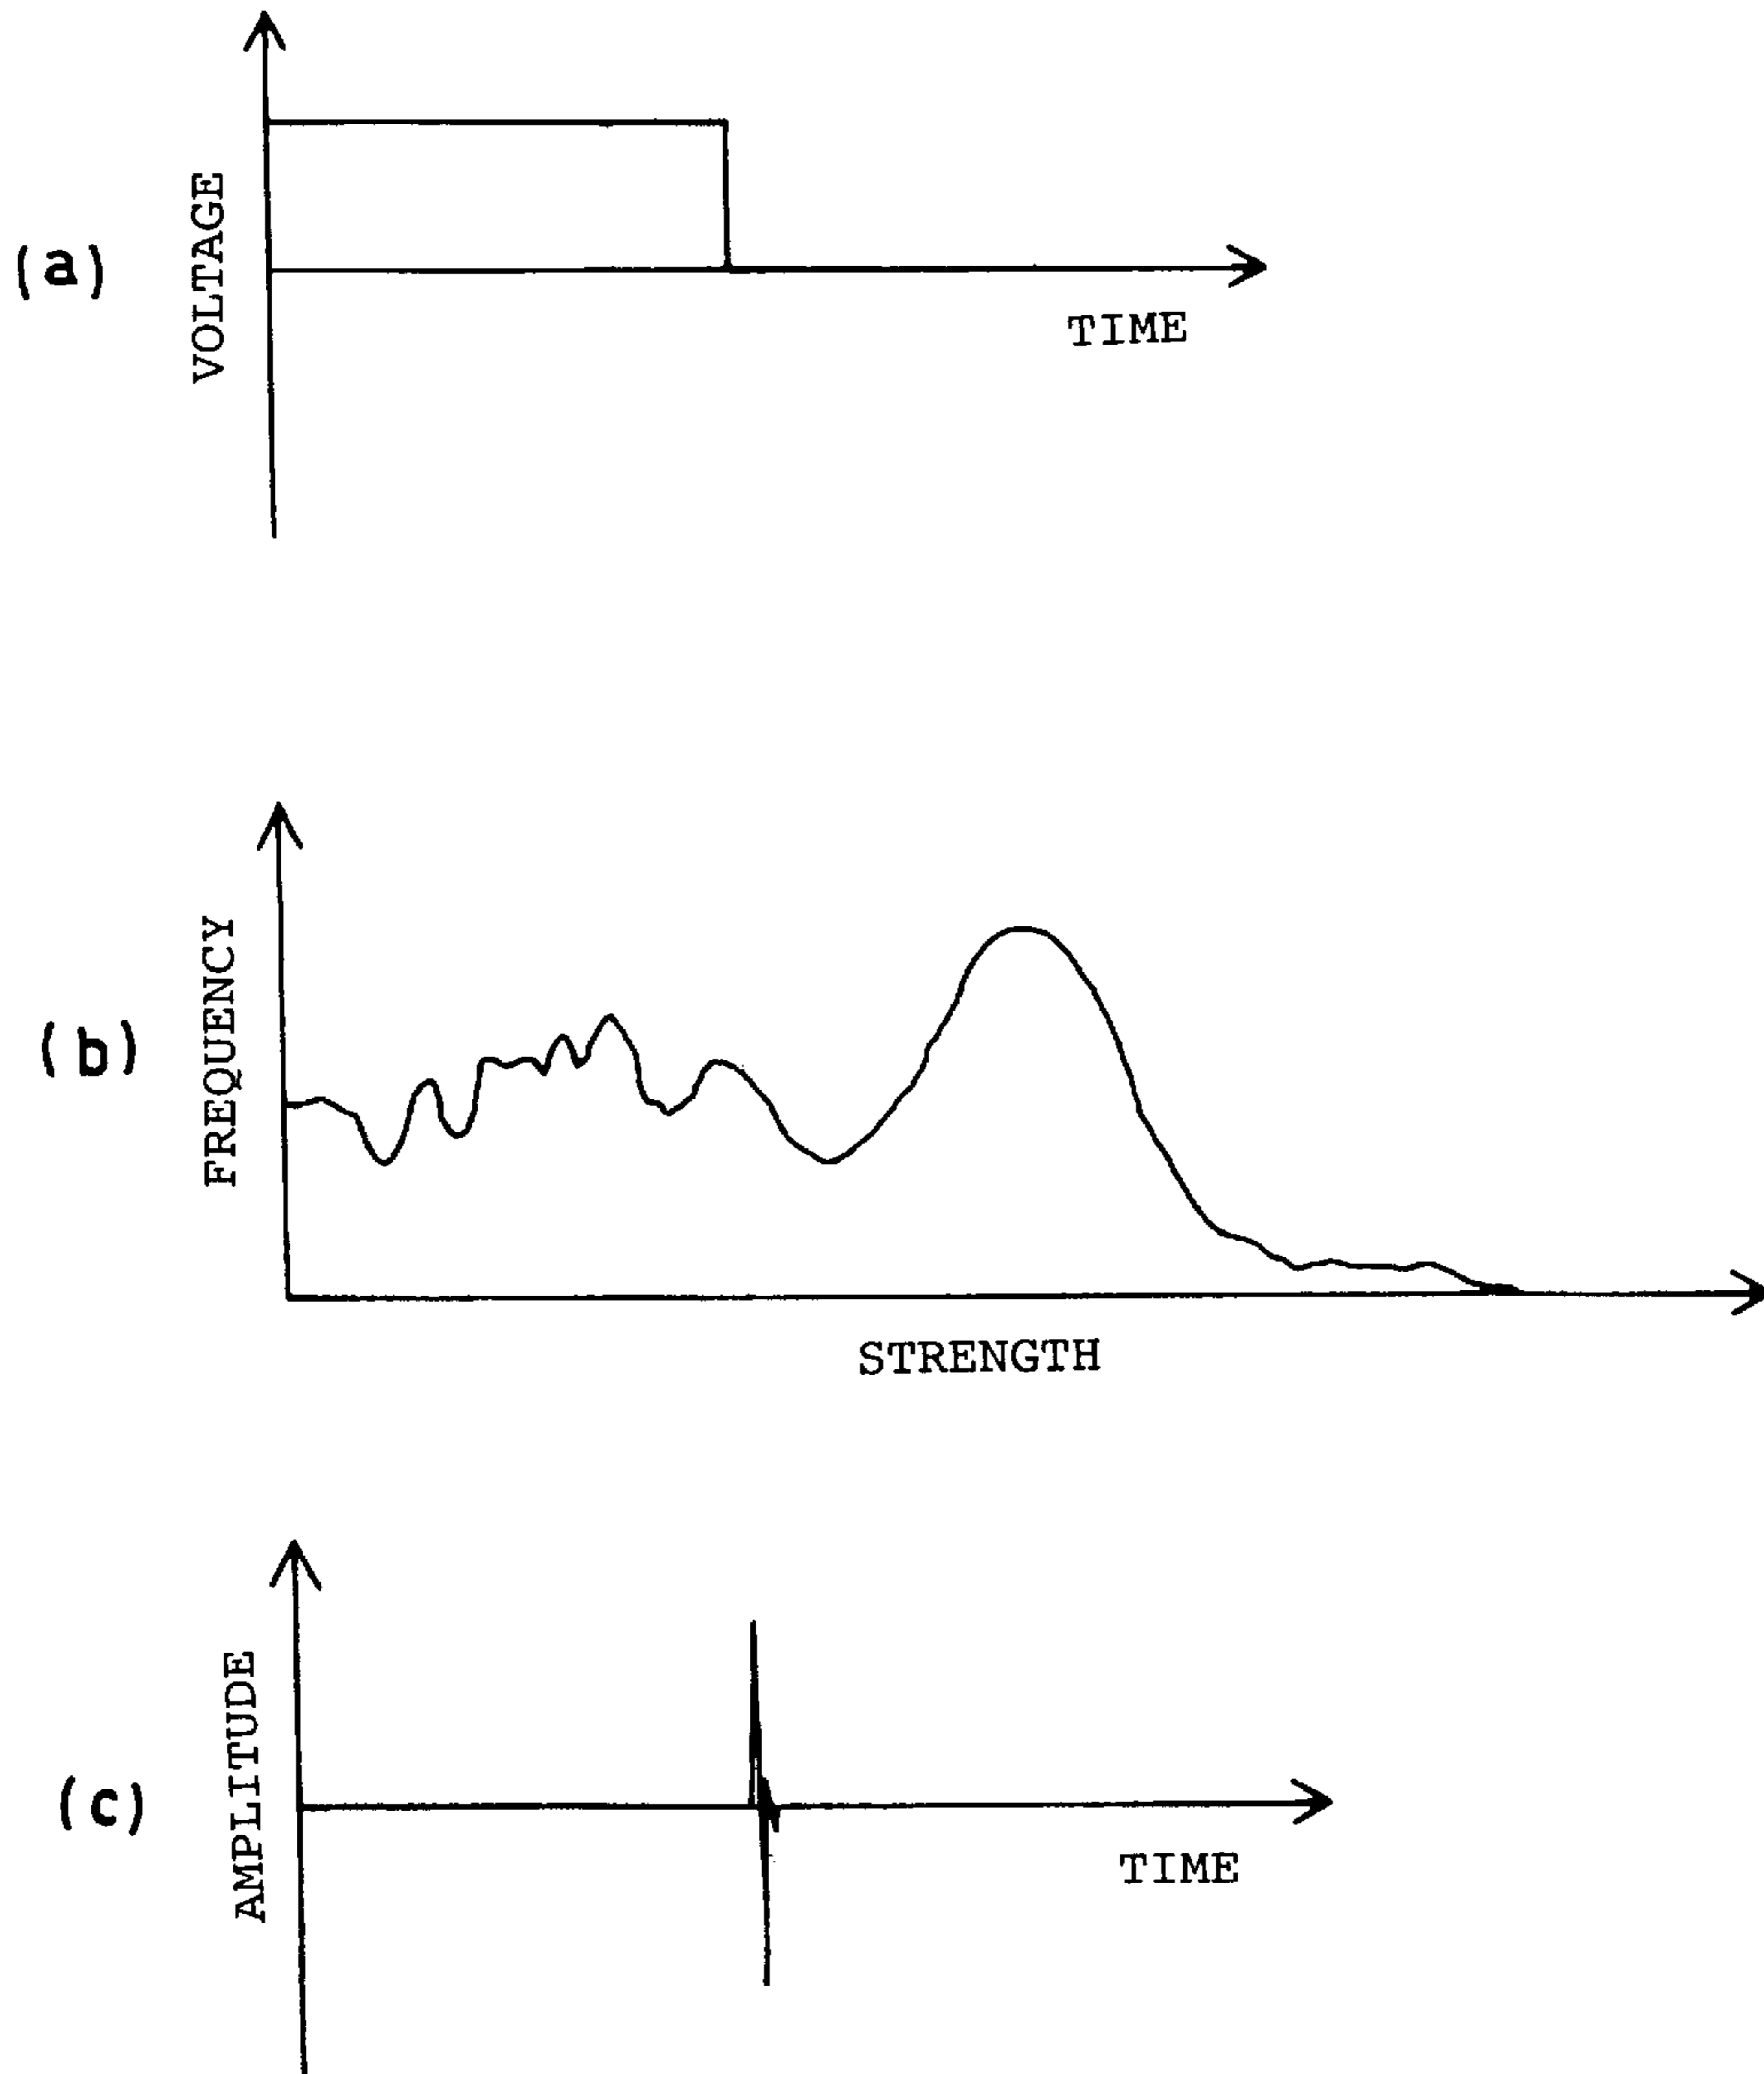 (a)
VOLTAGE
TIME
(b)
FREQUENCY
STRENGTH
(c)
AMPLITUDE
TIME